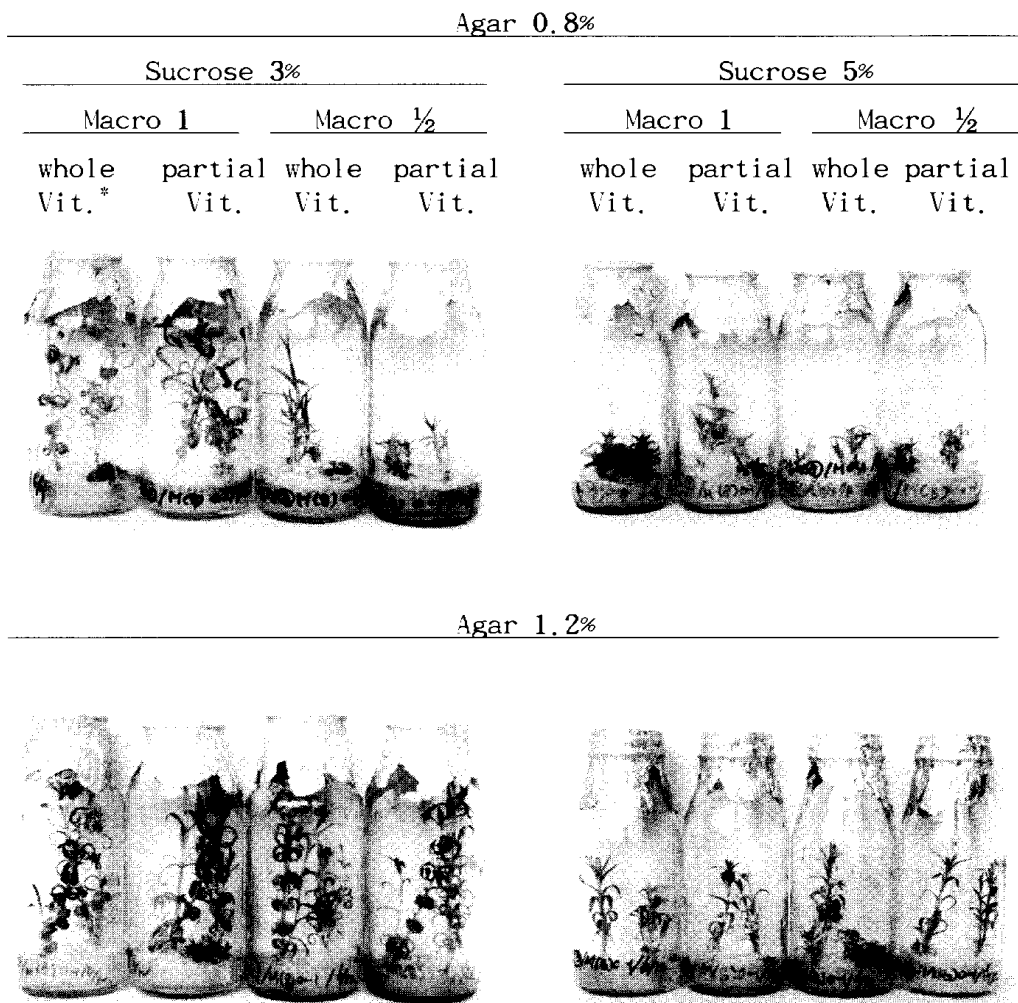 Agar 0.8%
Sucrose 3% Sucrose 5%
Macro 1 Macro ½ Macro 1 Macro ½
whole partial whole partial whole partial whole partial
Vit.* Vit. Vit. Vit. Vit. Vit. Vit. Vit.
Agar 1.2%